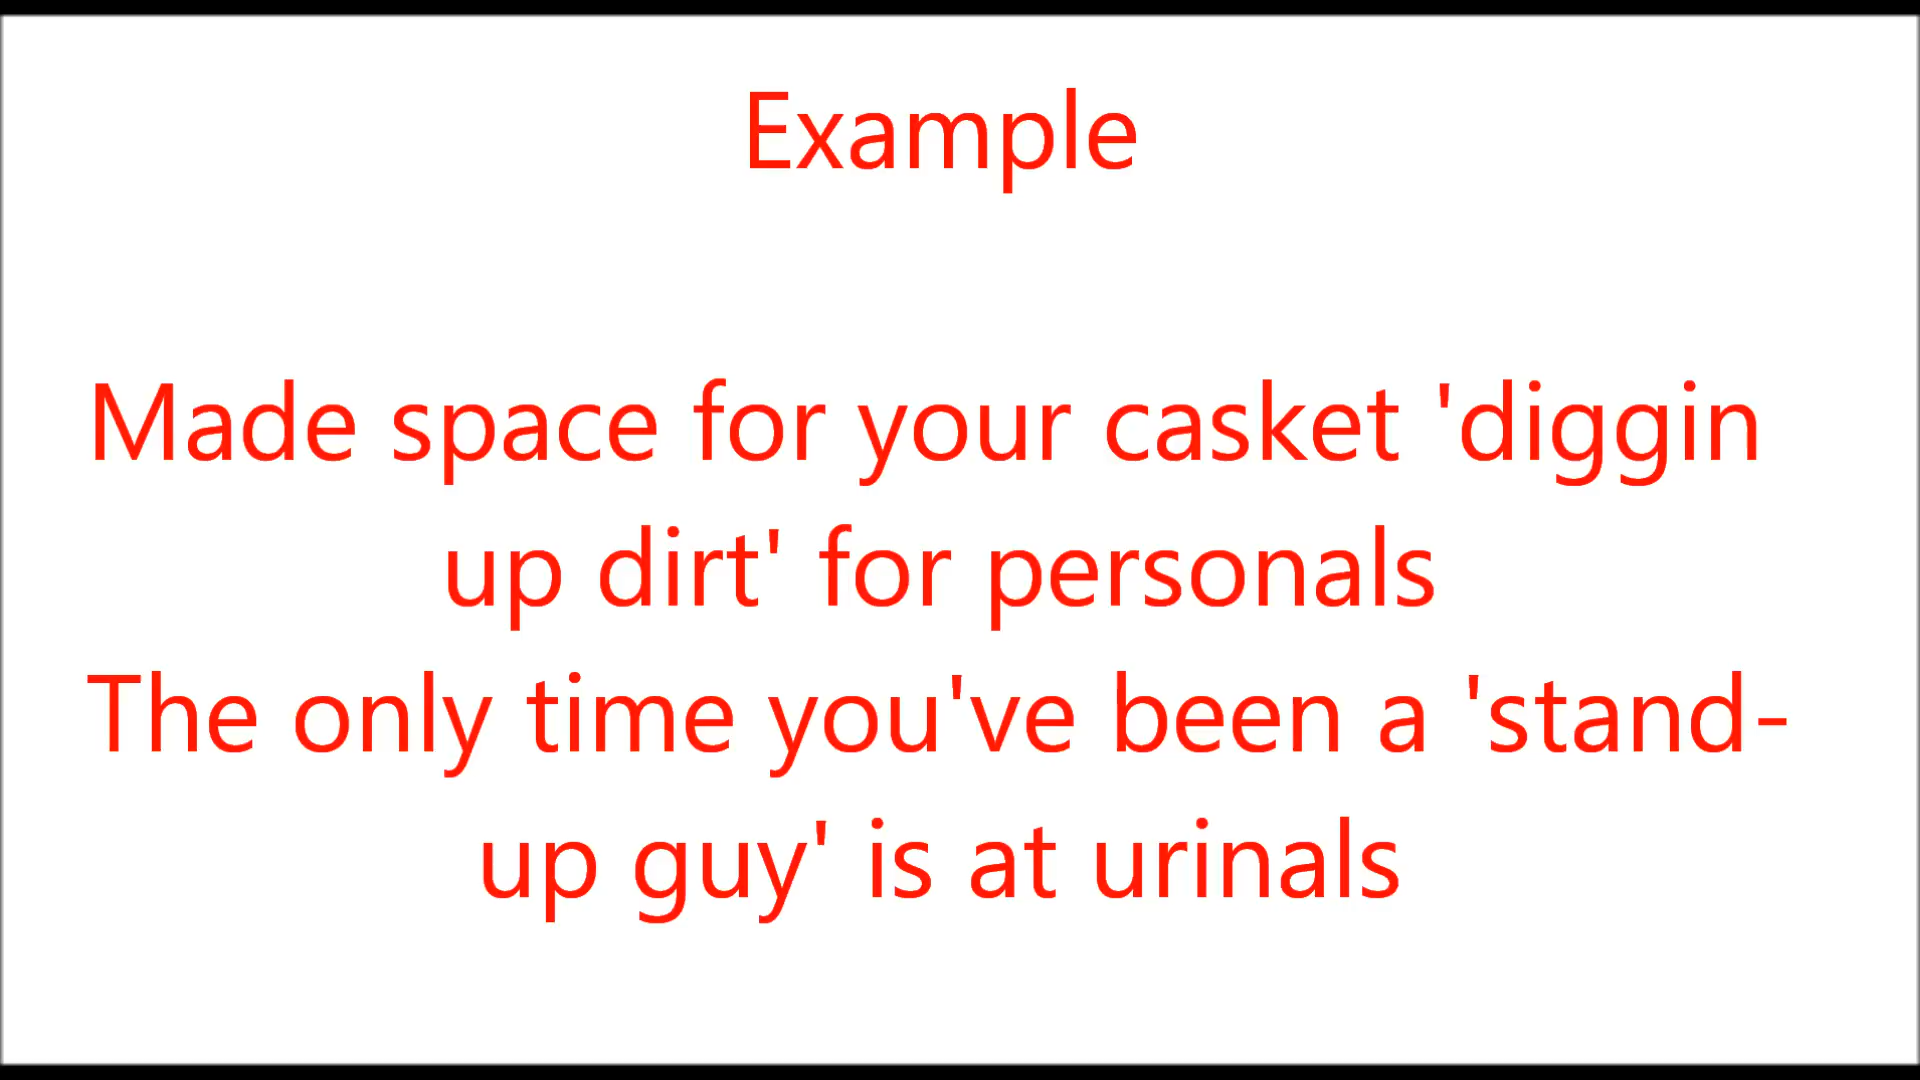 Example
Made space for your casket 'diggin
up dirt' for personals
The only time you've been a 'stand-
up guy' is at urinals